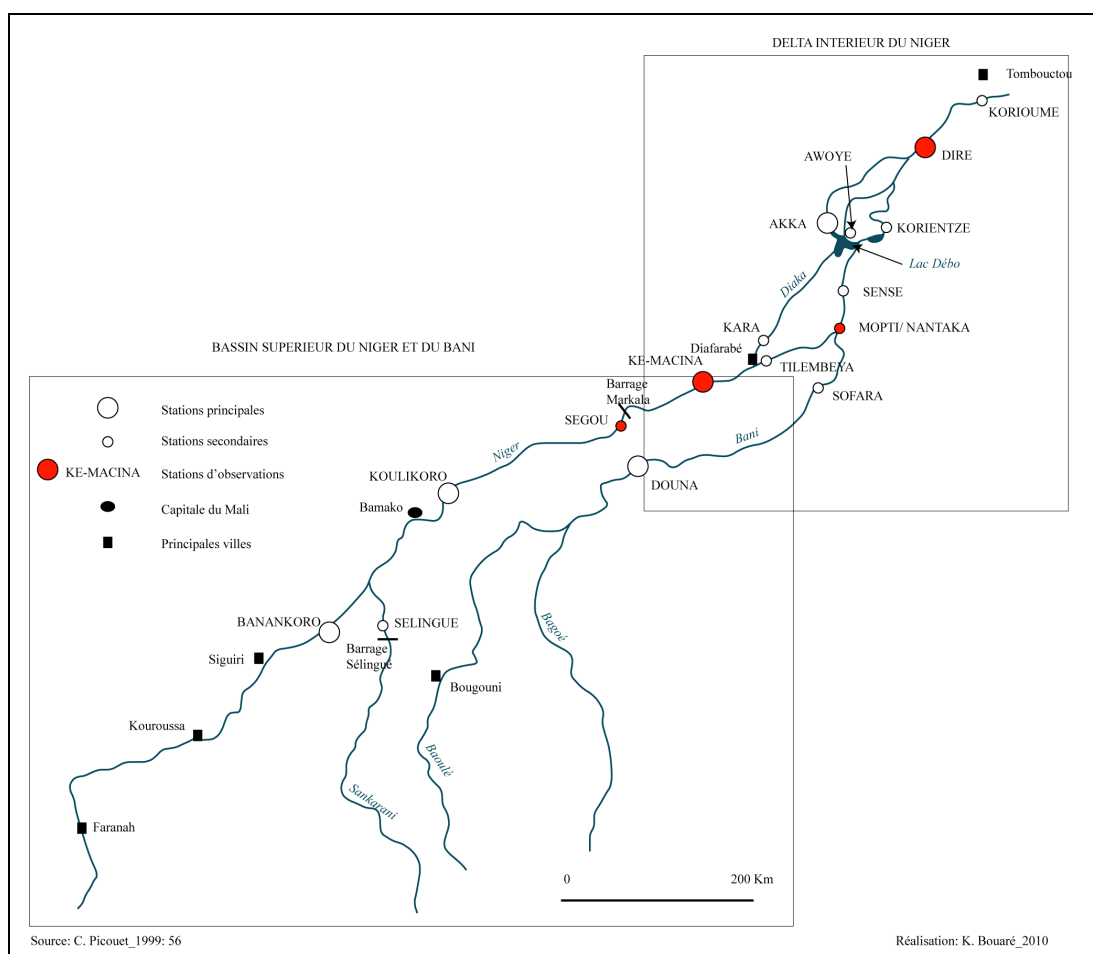 DELTA INTERIEUR DU NIGER
Tombouctou
KORIOUME
DIRE
AWOYE
AKKA
KORIENTZE
Lac Débo
Diaka
SENSE
KARA
MOPTI/ NANTAKA
BASSIN SUPERIEUR DU NIGER ET DU BANI
Diafarabé
KE-MACINA
TILEMBEYA
Barrage
Markala
SOFARA
SEGOU
Bani
Niger
KOULIKORO
DOUNA
Bamako
Stations principales
Stations secondaires
KE-MACINA
Stations d'observations
Capitale du Mali
Principales villes
BANANKORO
SELINGUE
Barrage
Sélingué
Siguiri
Bagoé
Bougouni
Kouroussa
Baoulé
Sankarani
Faranah
0
200 Km
Source: C. Picouet_1999: 56
Réalisation: K. Bouaré_2010